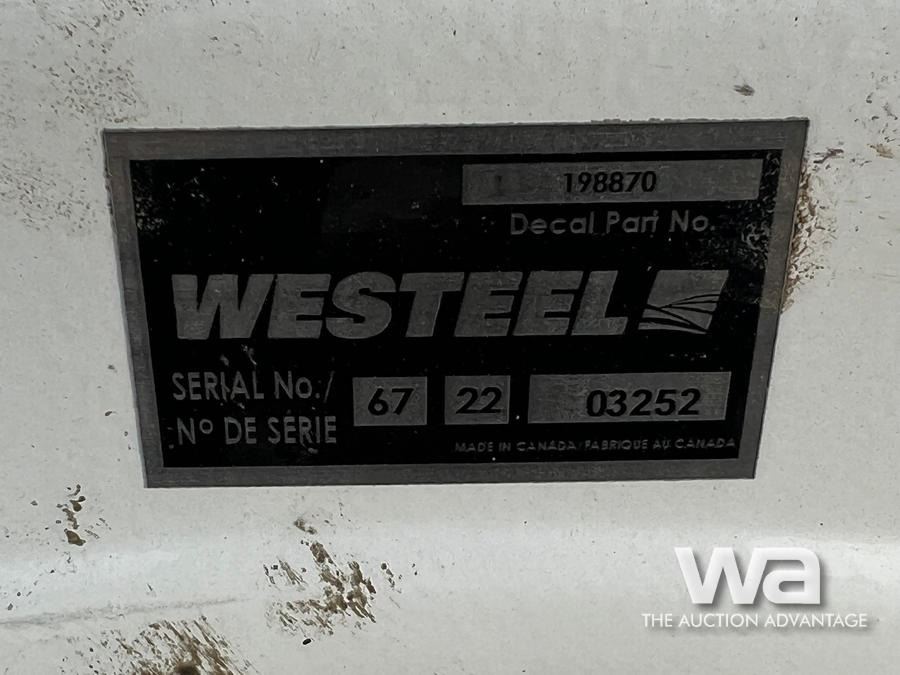 198870
Decal Part No.
WESTEEL
SERIAL No./
Nº DE SÉRIE
67 22 03252
MADE IN CANADA/FABRIQUE AU CANADA
wa
THE AUCTION ADVANTAGE